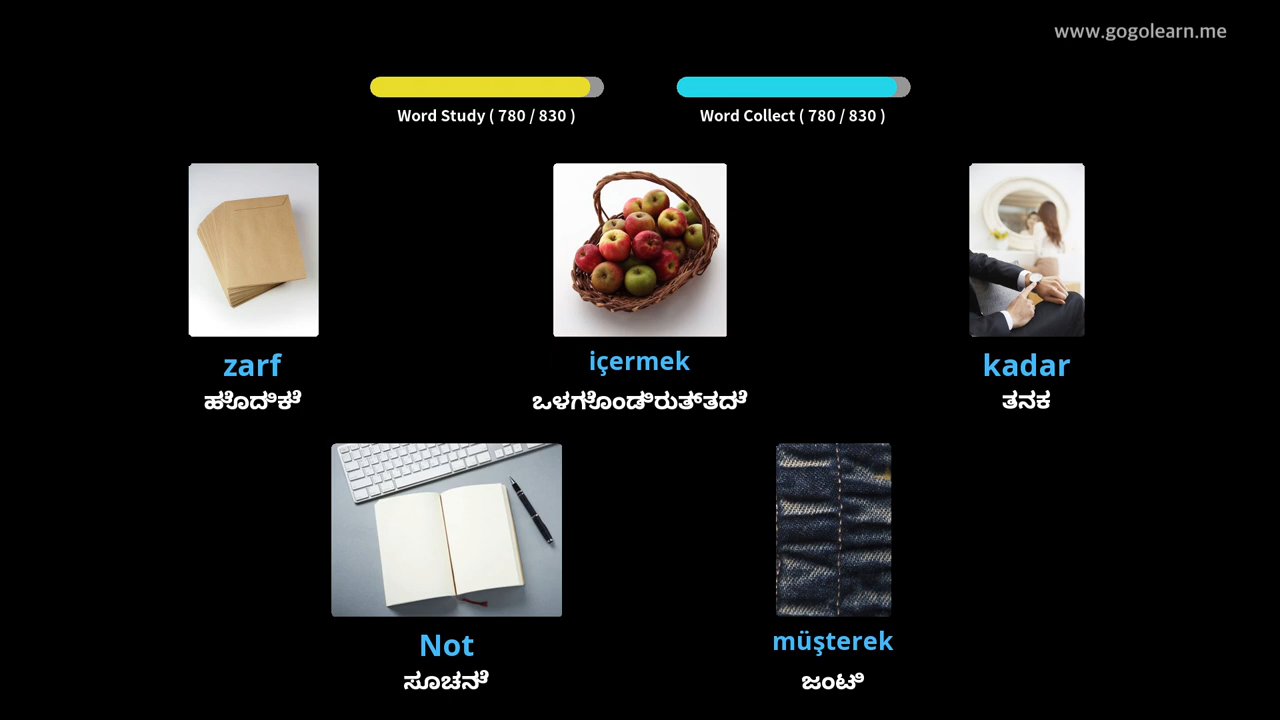 www.gogolearn.me
Word Study ( 780 / 830 )
Word Collect ( 780 / 830 )
zarf
ಹೊದಿಕೆ
içermek
ಒಳಗೊಂಡಿರುತ್ತದೆ
kadar
ತನಕ
Not
ಸೂಚನೆ
müşterek
ಜಂಟಿ